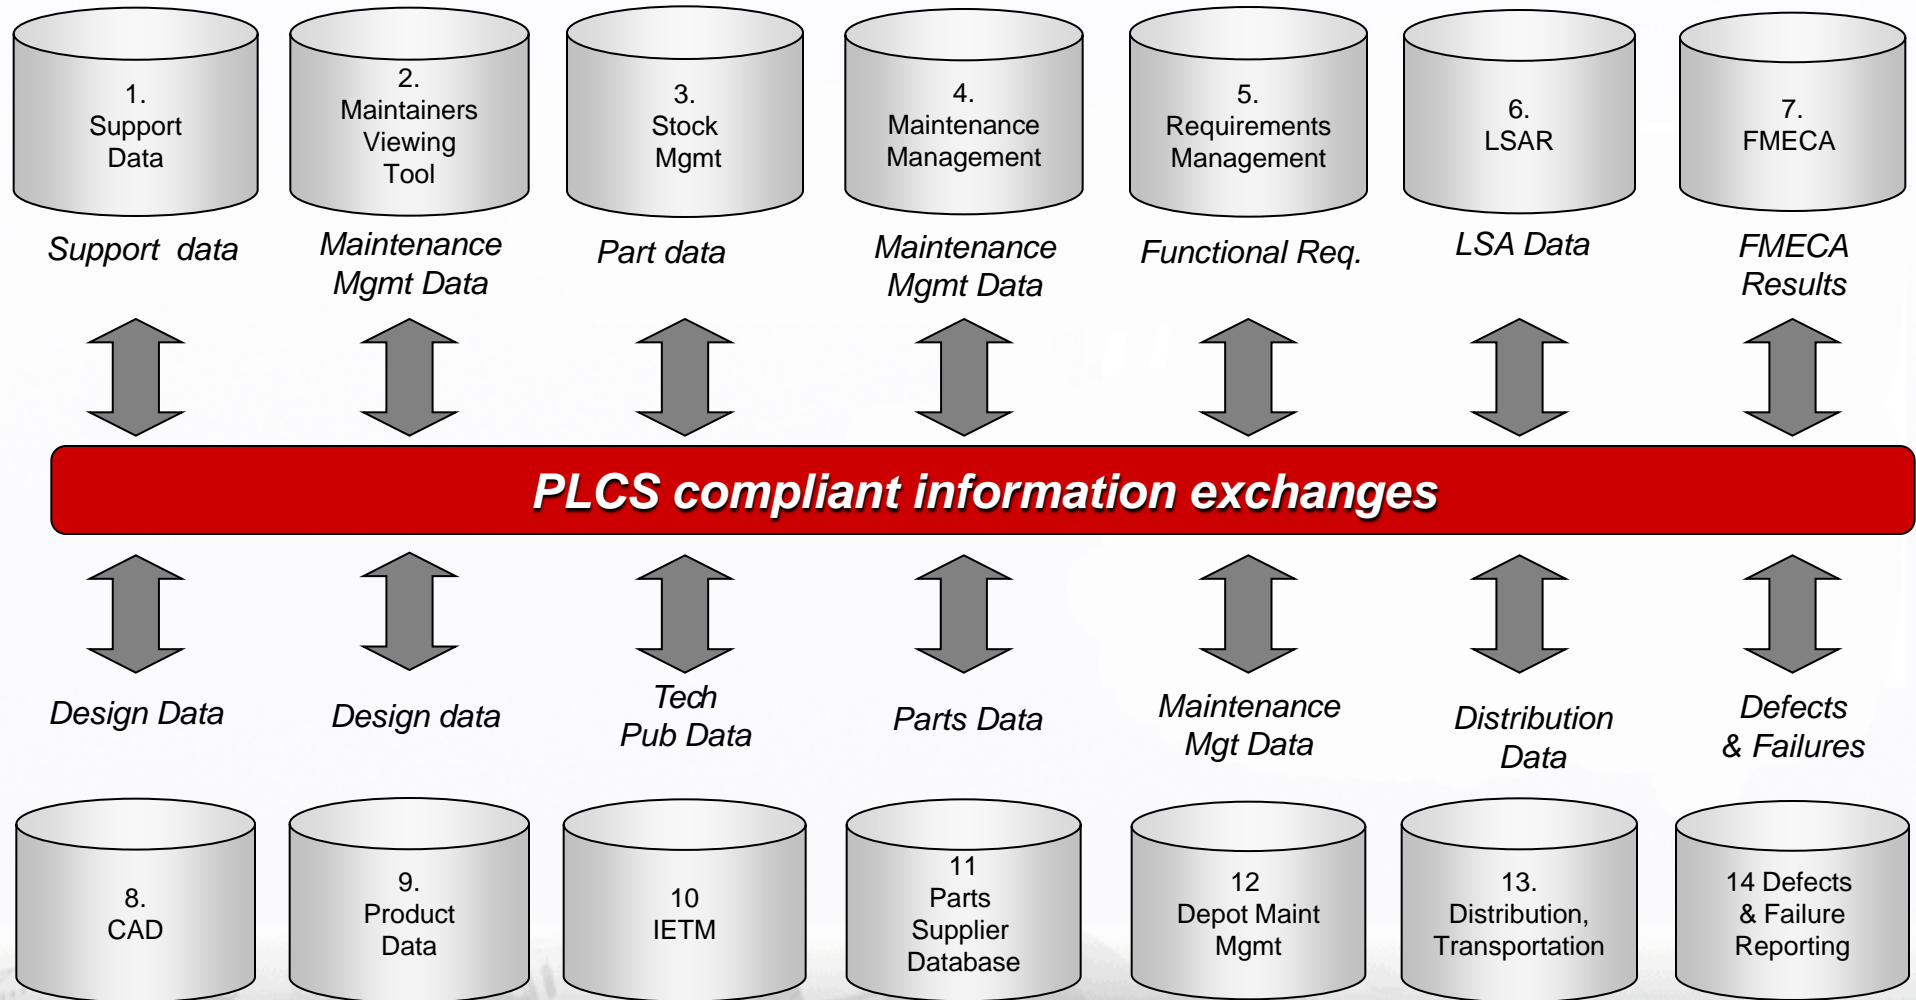 1.
Support
Data
2.
Maintainers
Viewing
Tool
3.
Stock
Mgmt
4.
Maintenance
Management
5.
Requirements
Management
6.
LSAR
7.
FMECA
Support data
Maintenance
Mgmt Data
Part data
Maintenance
Mgmt Data
Functional Req.
LSA Data
FMECA
Results
PLCS compliant information exchanges
Design Data
Design data
Tech
Pub Data
Parts Data
Maintenance
Mgt Data
Distribution
Data
Defects
& Failures
8.
CAD
9.
Product
Data
10
IETM
11
Parts
Supplier
Database
12
Depot Maint
Mgmt
13.
Distribution,
Transportation
14 Defects
& Failure
Reporting